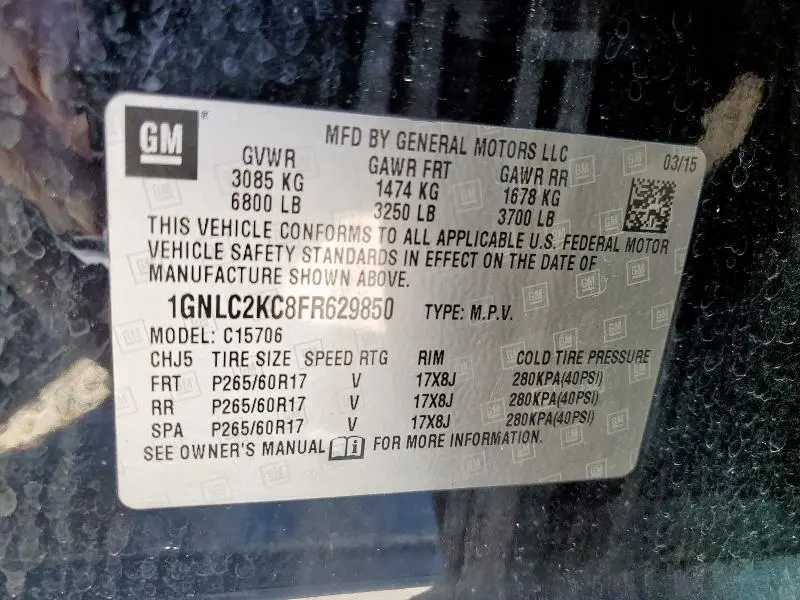 GM®
MFD BY GENERAL MOTORS LLC 03/15
GVWR GAWR FRT GAWR RR
3085 KG 1474 KG 1678 KG
6800 LB 3250 LB 3700 LB
THIS VEHICLE CONFORMS TO ALL APPLICABLE U.S. FEDERAL MOTOR
VEHICLE SAFETY STANDARDS IN EFFECT ON THE DATE OF
MANUFACTURE SHOWN ABOVE.
1GNLC2KC8FR629850 TYPE: M.P.V.
MODEL: C15706
CHJ5 TIRE SIZE SPEED RTG RIM COLD TIRE PRESSURE
FRT P265/60R17 V 17X8J 280KPA(40PSI)
RR P265/60R17 V 17X8J 280KPA(40PSI)
SPA P265/60R17 V 17X8J 280KPA(40PSI)
SEE OWNER'S MANUAL FOR MORE INFORMATION.